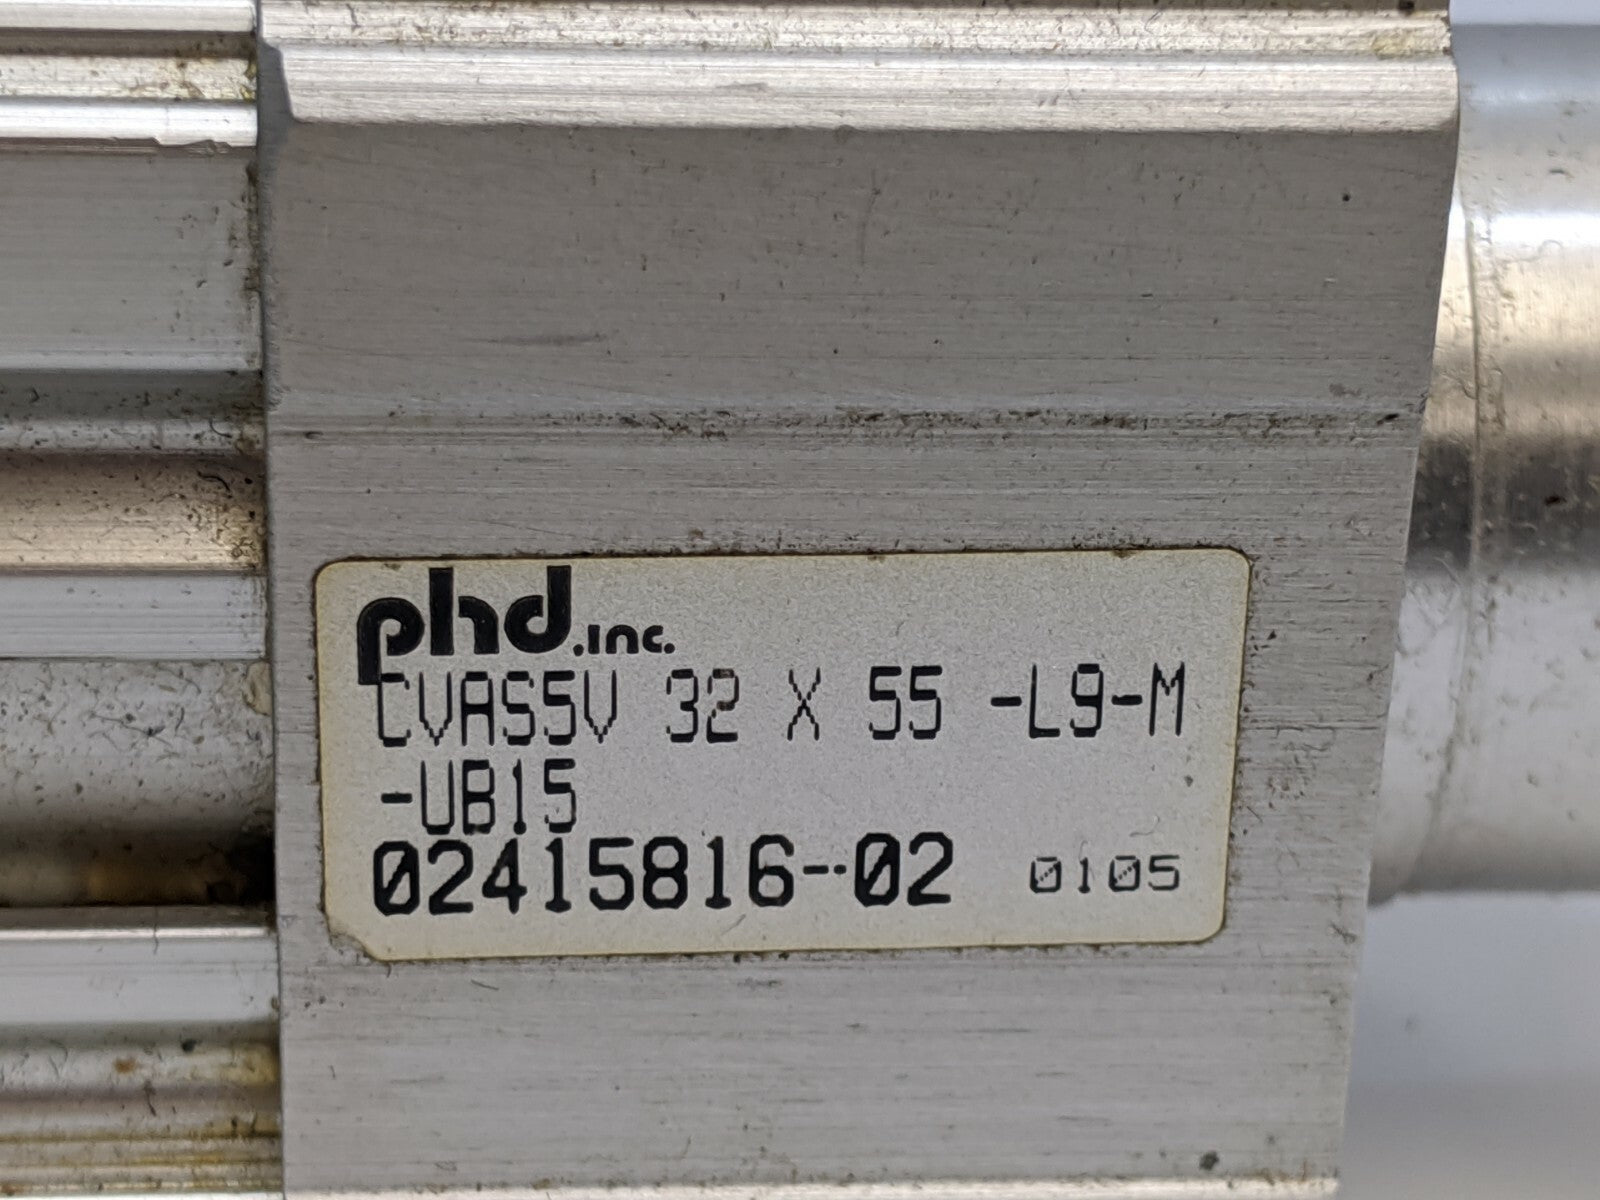 phd.inc.
CVAS5V 32 X 55 -L9-M
-UB15
02415816-02 0105